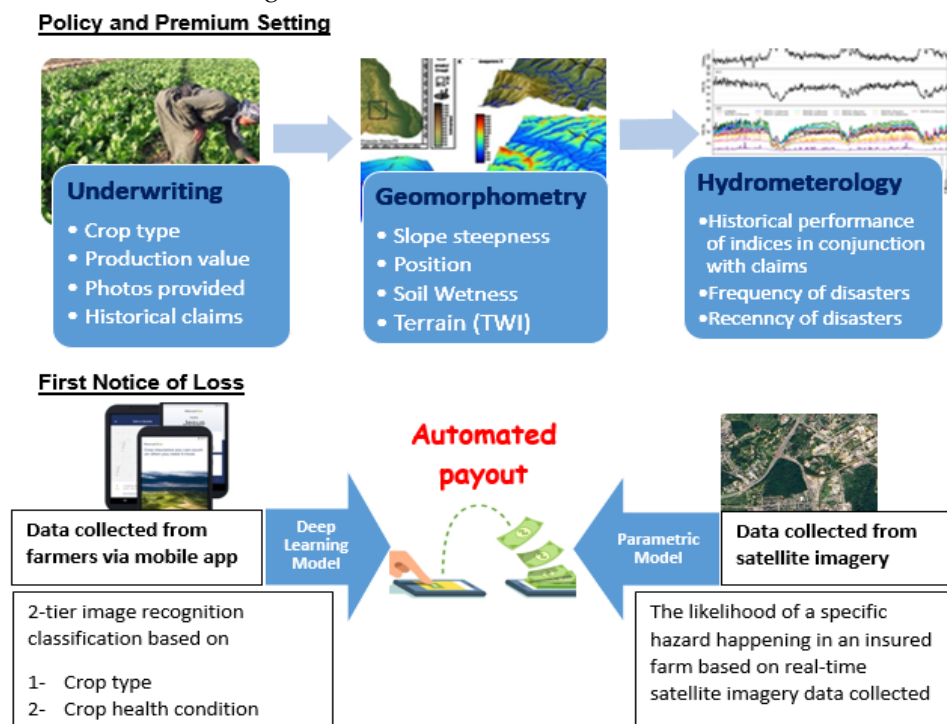 Policy and Premium Setting
Underwriting
• Crop type
• Production value
• Photos provided
• Historical claims
Geomorphometry
• Slope steepness
• Position
• Soil Wetness
• Terrain (TWI)
Hydrometerology
•Historical performance
of indices in conjunction
with claims
•Frequency of disasters
•Recenncy of disasters
First Notice of Loss
Automated
payout
Data collected from
farmers via mobile app
Deep
Learning
Model
Parametric
Model
Data collected from
satellite imagery
2-tier image recognition
classification based on
1- Crop type
2- Crop health condition
The likelihood of a specific
hazard happening in an insured
farm based on real-time
satellite imagery data collected